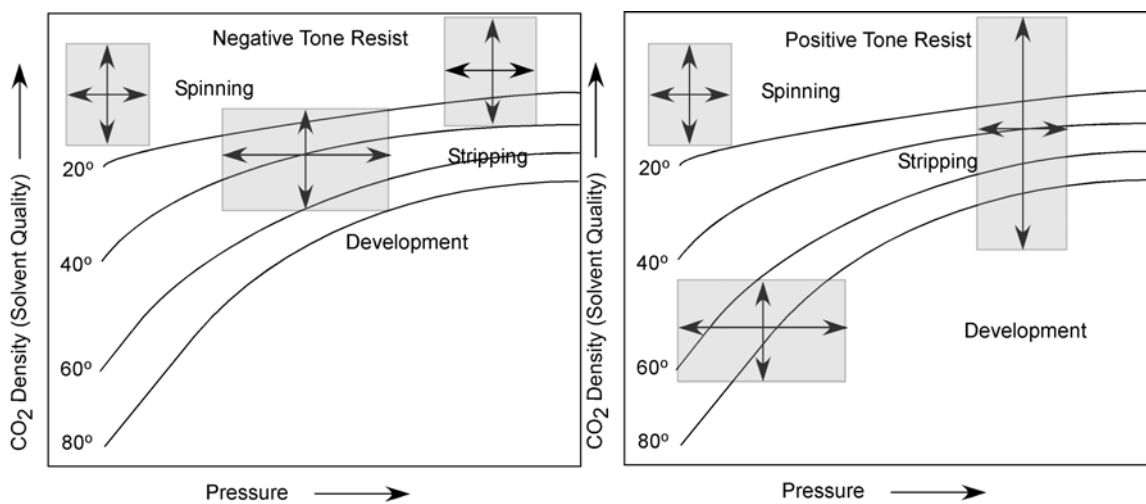 Negative Tone Resist
Spinning
Stripping
Development
20º
40º
60º
80º
CO2 Density (Solvent Quality)
Pressure
Positive Tone Resist
Spinning
Stripping
Development
20º
40º
60º
80º
CO2 Density (Solvent Quality)
Pressure